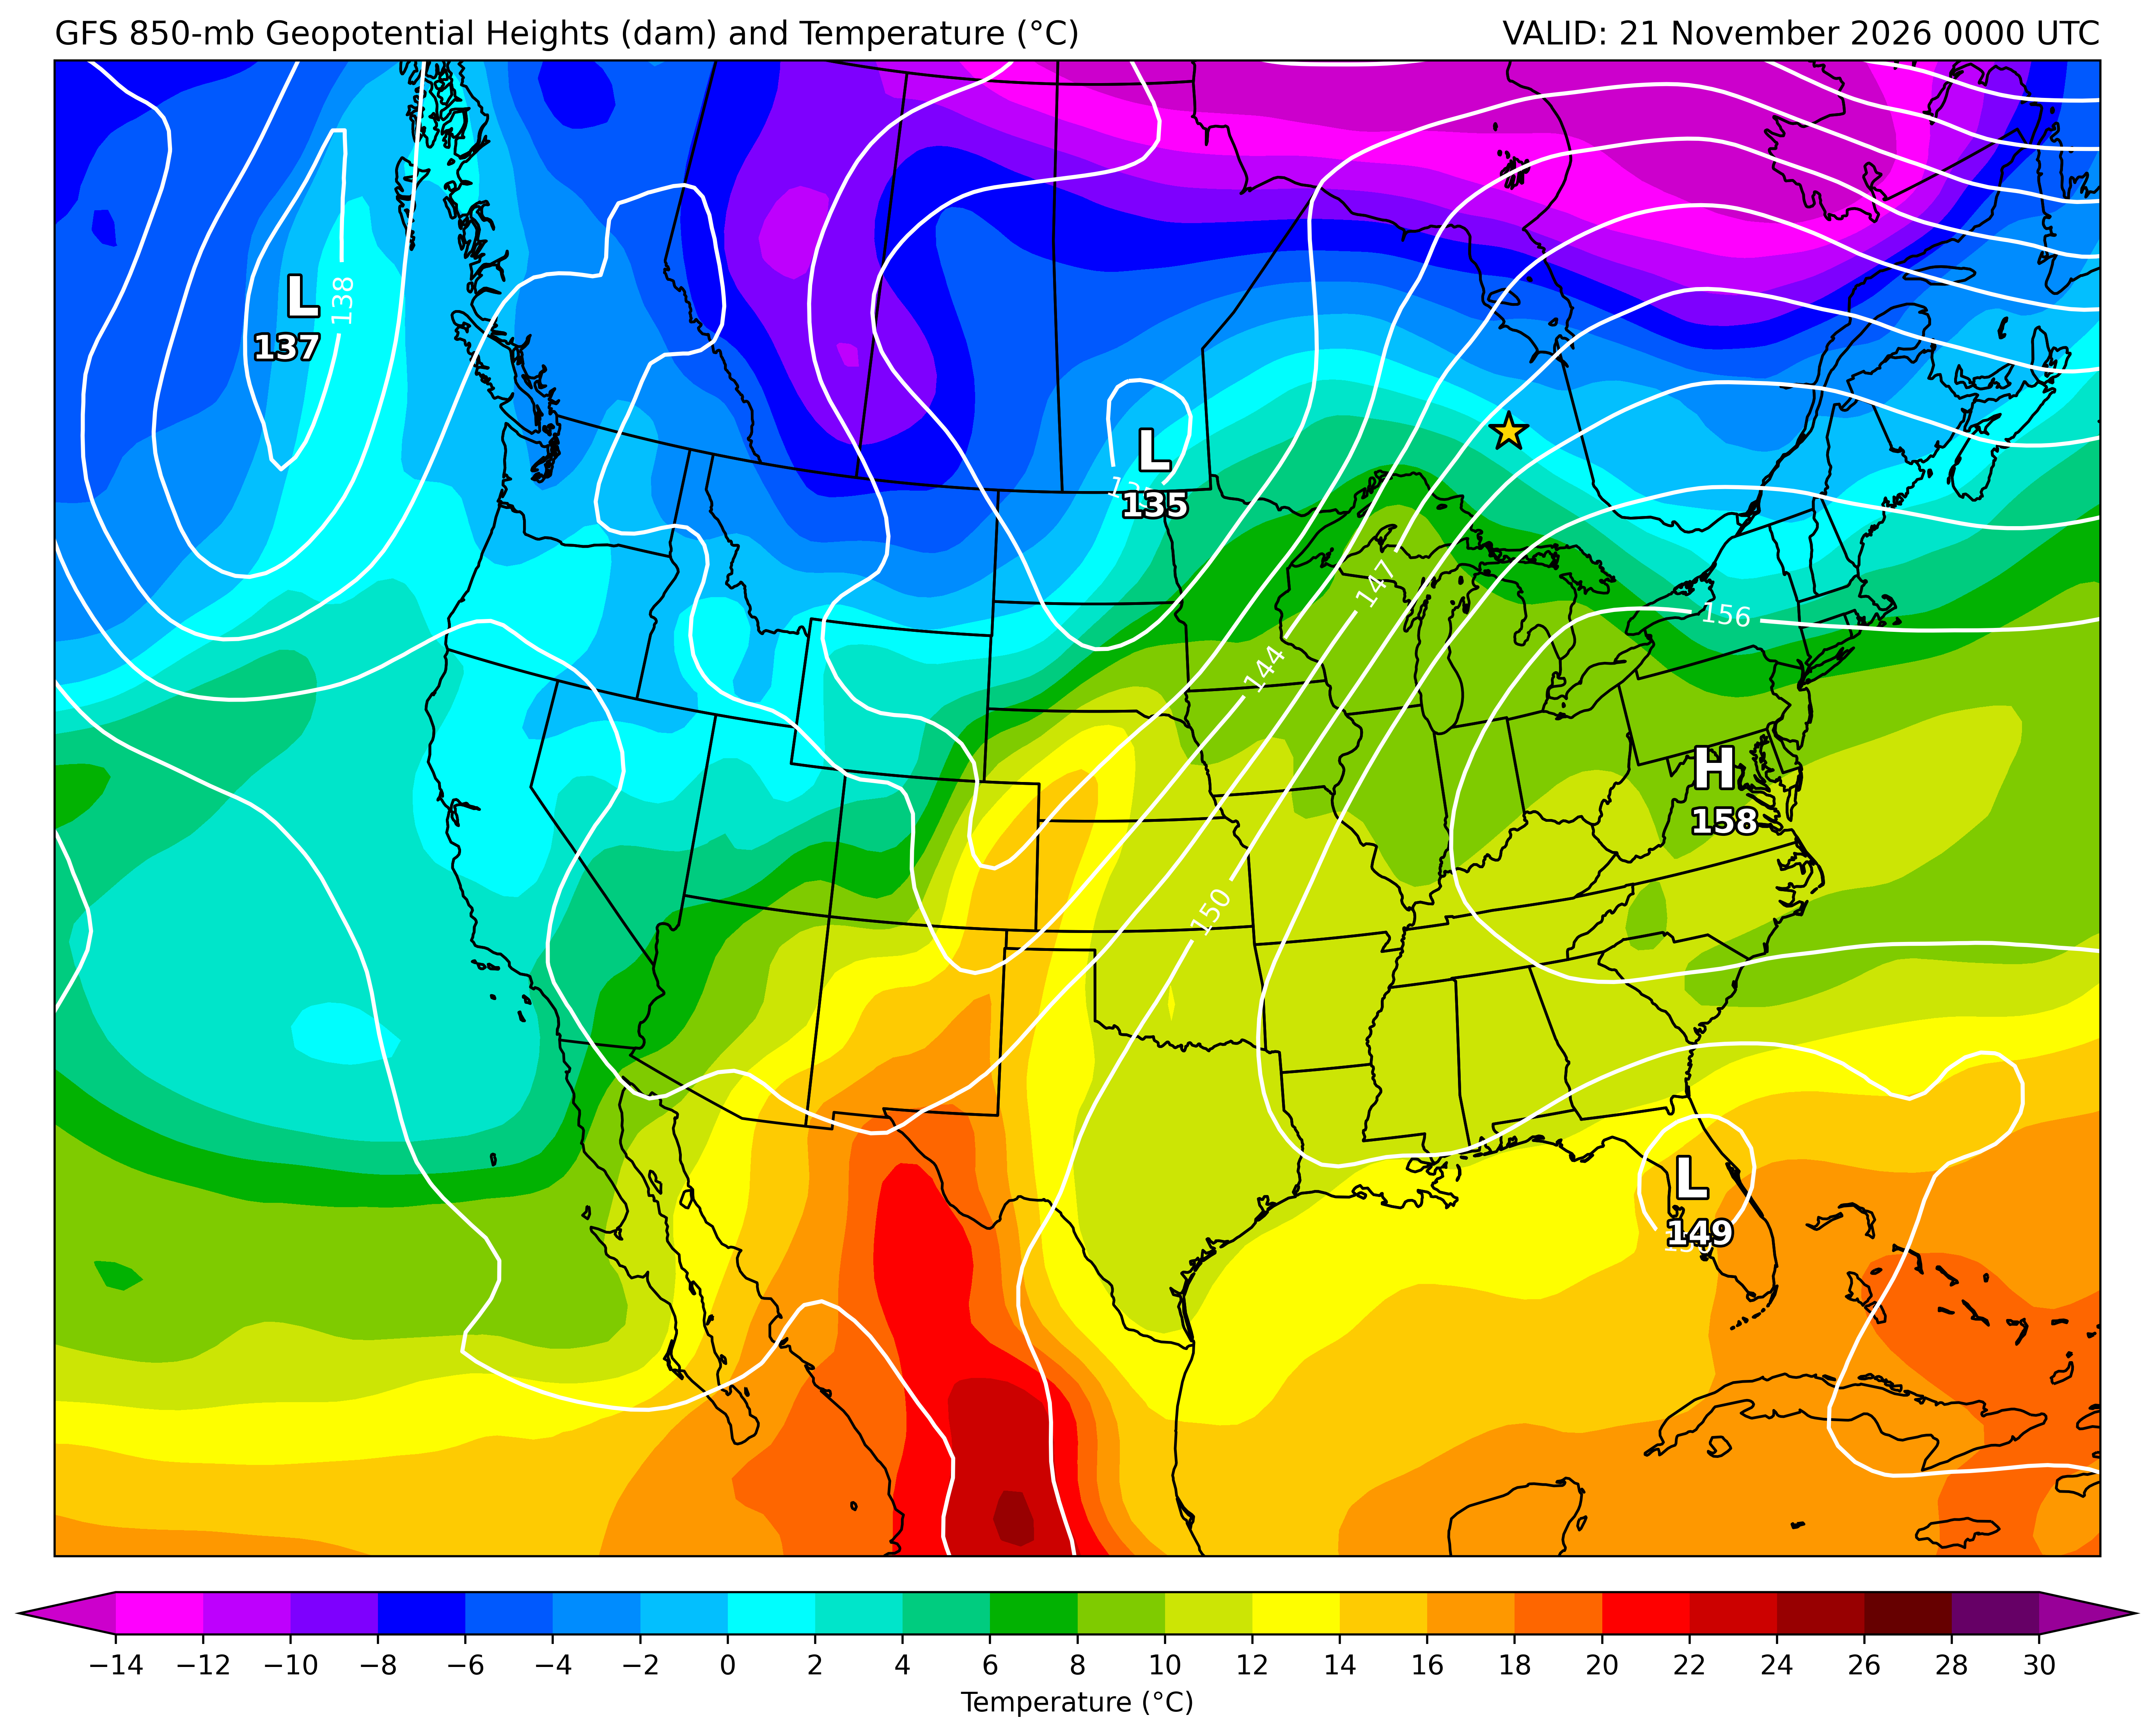 GFS 850-mb Geopotential Heights (dam) and Temperature (°C)
VALID: 21 November 2026 0000 UTC
L
137
138
L
135
147
144
156
H
158
150
L
149
−14 −12 −10 −8 −6 −4 −2 0 2 4 6 8 10 12 14 16 18 20 22 24 26 28 30
Temperature (°C)